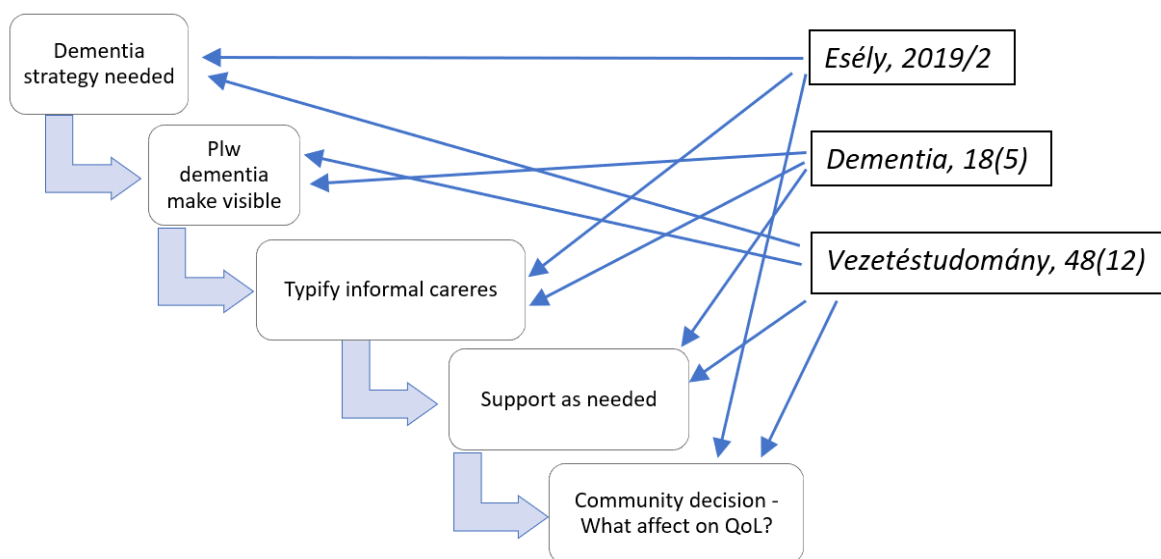 Dementia
strategy needed
Plw
dementia
make visible
Typify informal careres
Support as needed
Community decision -
What affect on QoL?
Esély, 2019/2
Dementia, 18(5)
Vezetéstudomány, 48(12)